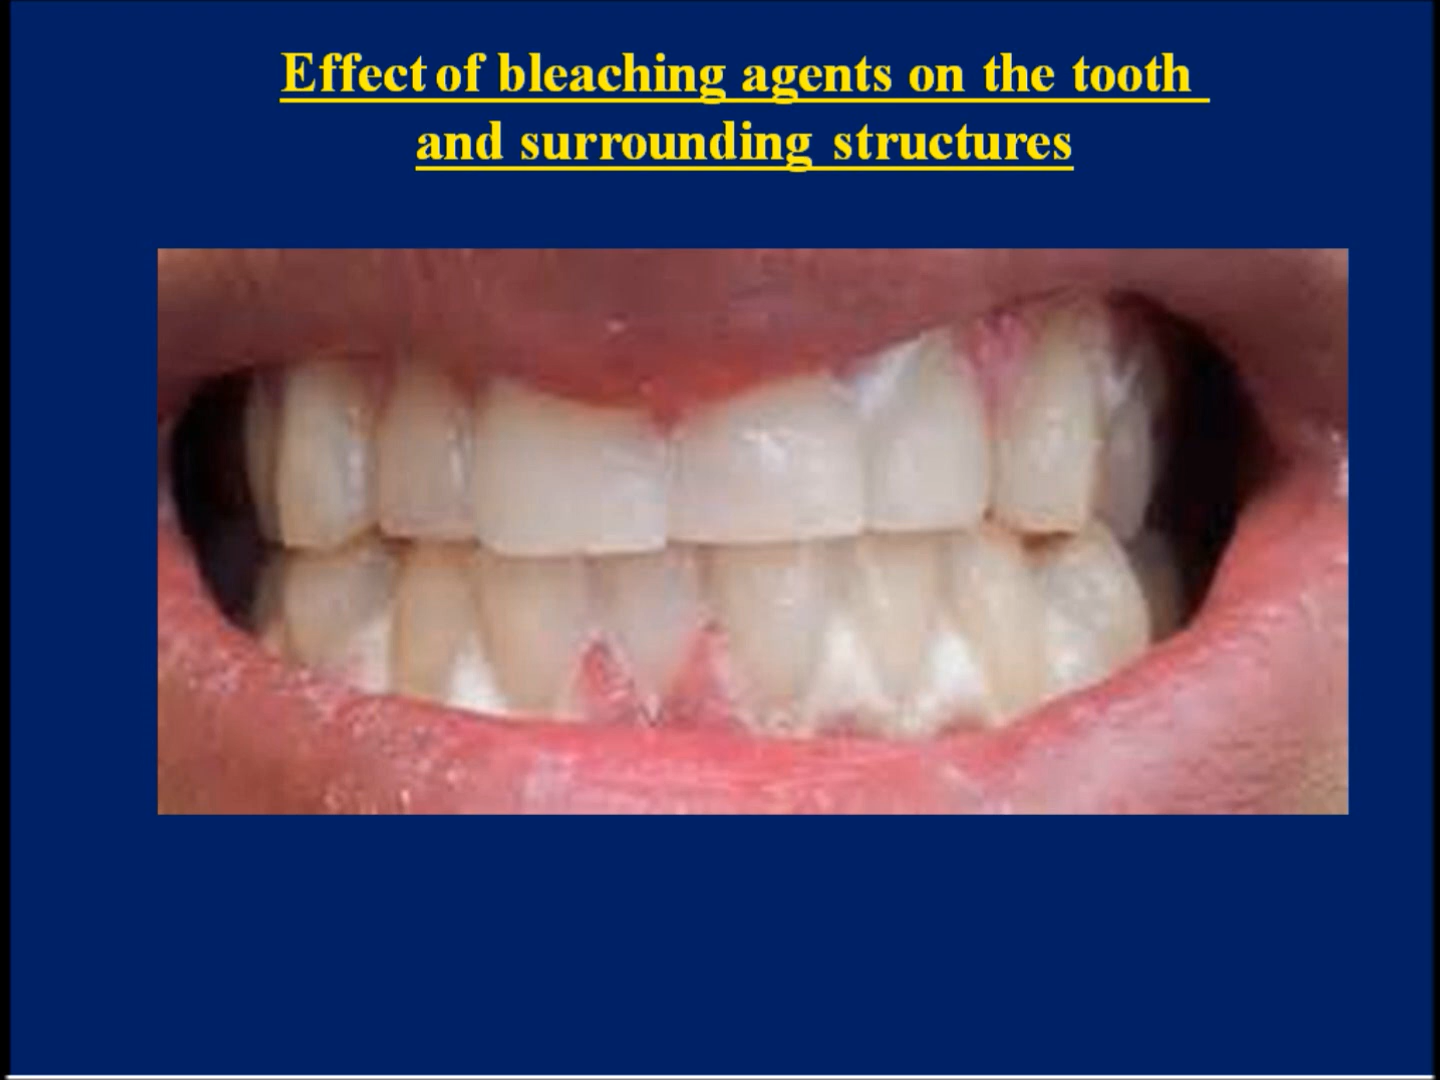 Effect of bleaching agents on the tooth
and surrounding structures